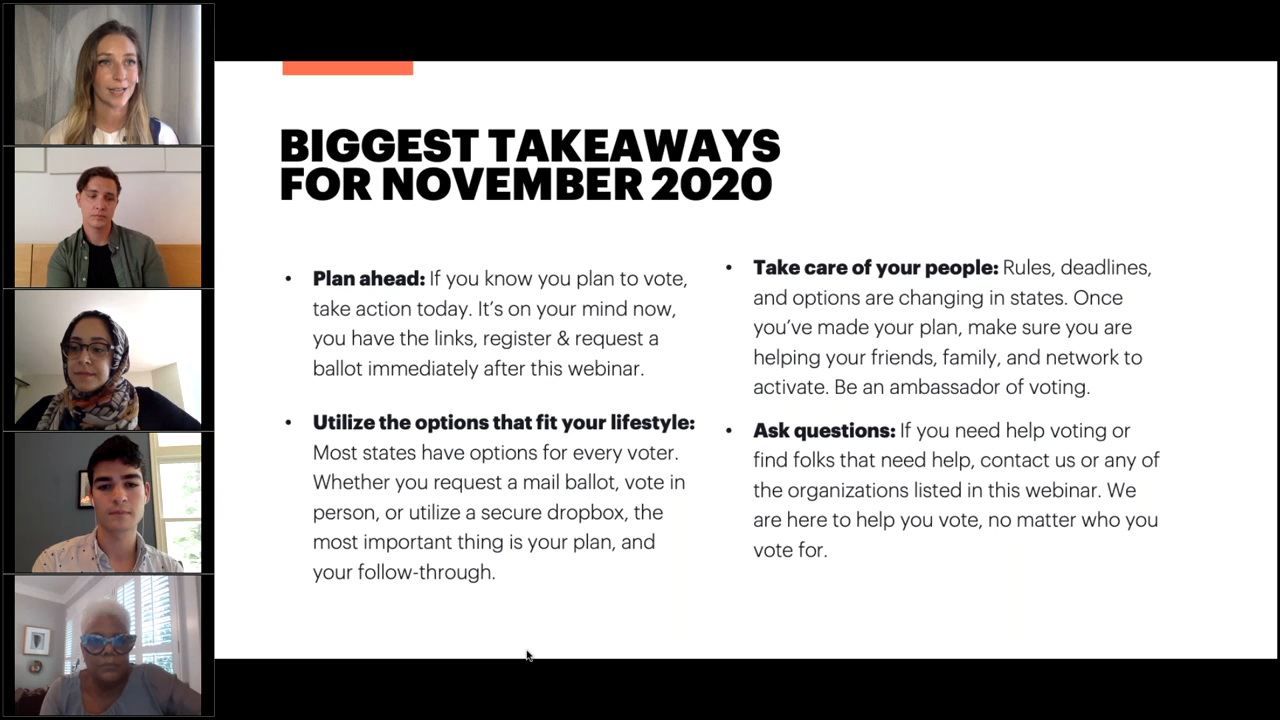 BIGGEST TAKEAWAYS
FOR NOVEMBER 2020
• Plan ahead: If you know you plan to vote,
take action today. It’s on your mind now,
you have the links, register & request a
ballot immediately after this webinar.
• Utilize the options that fit your lifestyle:
Most states have options for every voter.
Whether you request a mail ballot, vote in
person, or utilize a secure dropbox, the
most important thing is your plan, and
your follow-through.
• Take care of your people: Rules, deadlines,
and options are changing in states. Once
you’ve made your plan, make sure you are
helping your friends, family, and network to
activate. Be an ambassador of voting.
• Ask questions: If you need help voting or
find folks that need help, contact us or any of
the organizations listed in this webinar. We
are here to help you vote, no matter who you
vote for.